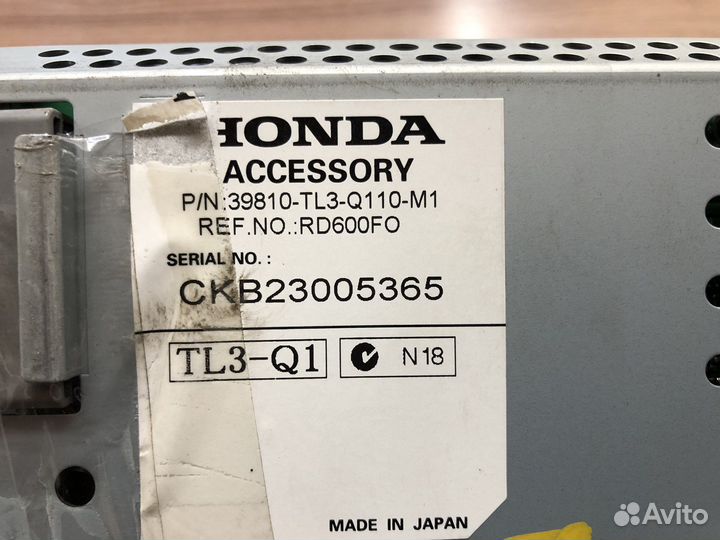 HONDA
ACCESSORY
P/N:39810-TL3-Q110-M1
REF.NO.:RD600FO
SERIAL NO. :
CKB23005365
TL3-Q1 N18
MADE IN JAPAN
Avito